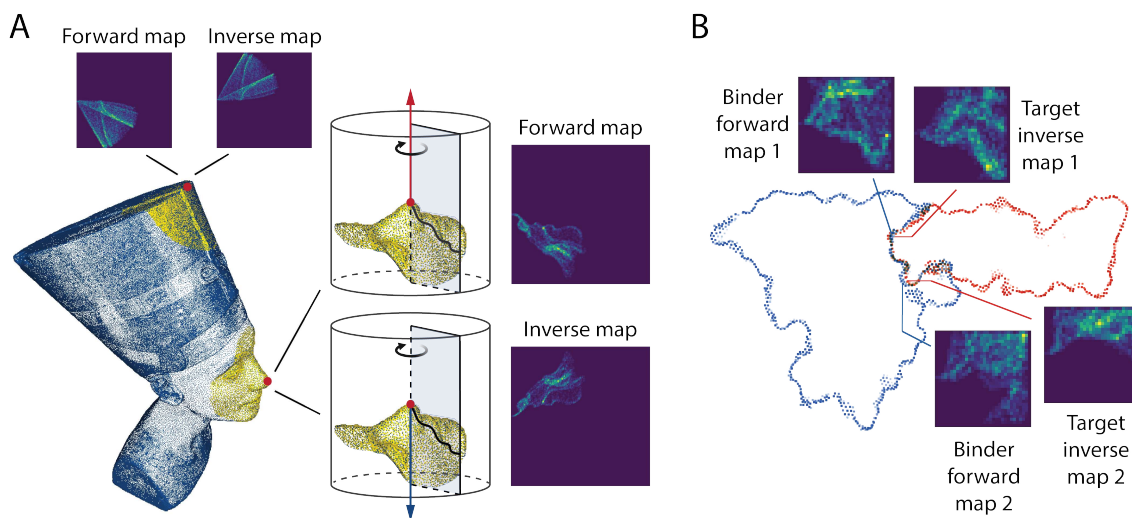 A
Forward map
Inverse map
Forward map
Inverse map
B
Binder
forward
map 1
Target
inverse
map 1
Binder
forward
map 2
Target
inverse
map 2